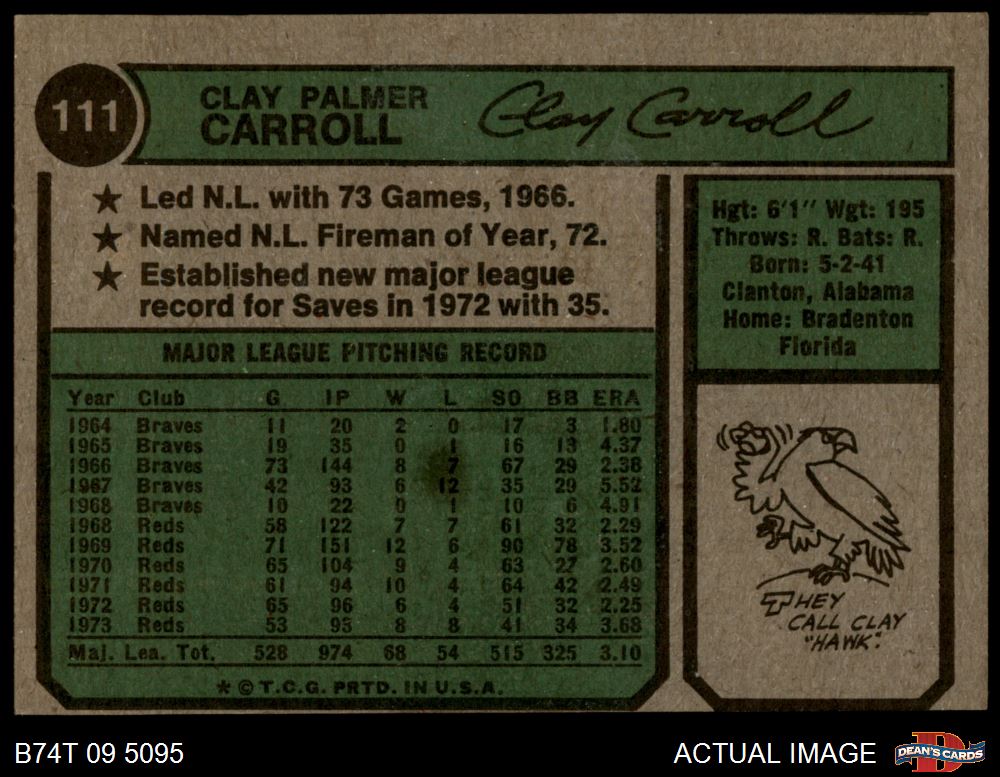 111
CLAY PALMER
CARROLL
Clay Carroll
★ Led N.L. with 73 Games, 1966.
★ Named N.L. Fireman of Year, 72.
★ Established new major league
record for Saves in 1972 with 35.
Hgt: 6'1" Wgt: 195
Throws: R. Bats: R.
Born: 5-2-41
Clanton, Alabama
Home: Bradenton
Florida
MAJOR LEAGUE PITCHING RECORD
Year Club G IP W L SO BB ERA
1964 Braves 11 20 2 0 17 3 1.80
1965 Braves 19 35 0 1 16 13 4.37
1966 Braves 73 144 8 7 67 29 2.38
1967 Braves 42 93 6 12 35 29 5.52
1968 Braves 10 22 0 1 10 6 4.91
1968 Reds 58 122 7 7 61 32 2.29
1969 Reds 71 151 12 6 90 78 3.52
1970 Reds 65 104 9 4 63 27 2.60
1971 Reds 61 94 10 4 64 42 2.49
1972 Reds 65 96 6 4 51 32 2.25
1973 Reds 53 93 8 8 41 34 3.68
Maj. Lea. Tot. 528 974 68 54 515 325 3.10
★ © T.C.G. PRTD. IN U.S.A.
THEY
CALL CLAY
"HAWK".
B74T 09 5095
ACTUAL IMAGE
DEAN'S CARDS